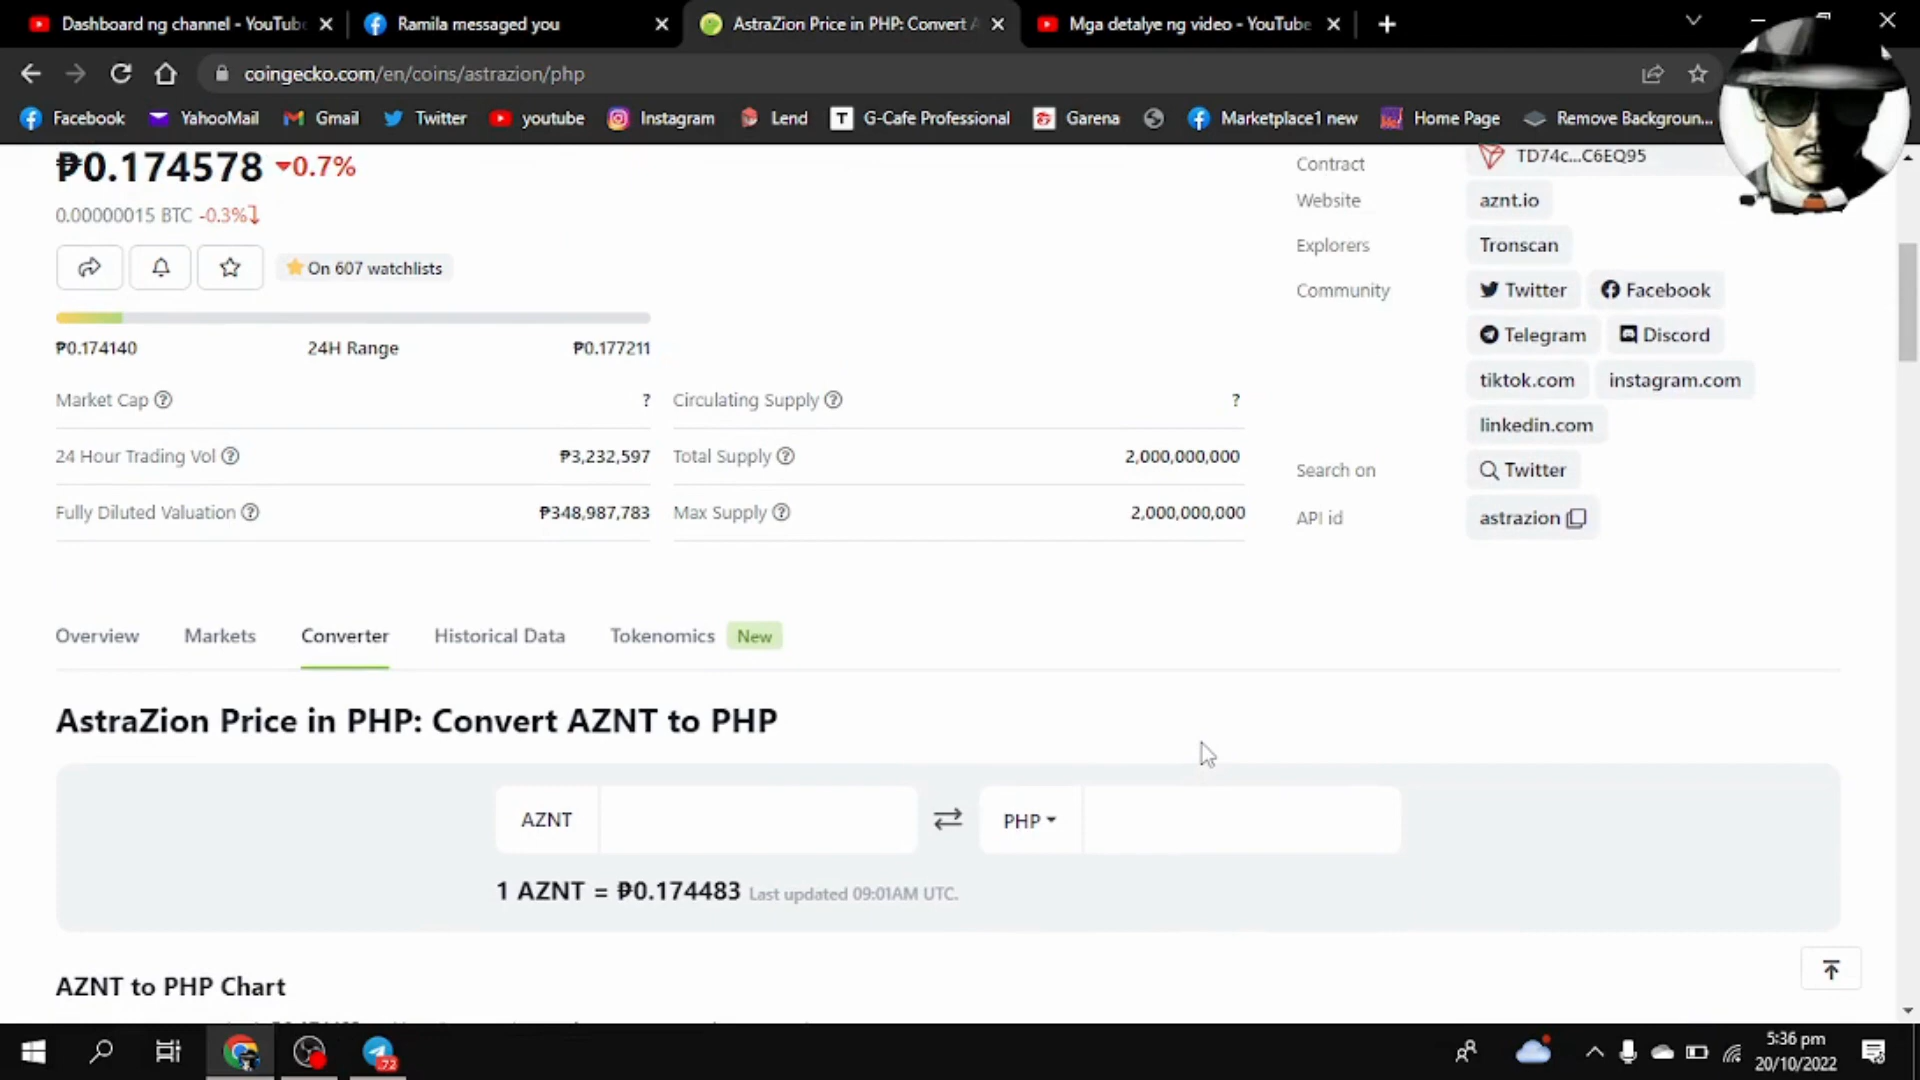 Dashboard ng channel - YouTube
Ramila messaged you
AstraZion Price in PHP: Convert A
Mga detalye ng video - YouTube
coingecko.com/en/coins/astrazion/php
Facebook YahooMail Gmail Twitter youtube Instagram Lend T G-Cafe Professional Garena Marketplace1 new Home Page Remove Backgroun...
₱0.174578 0.7%
0.00000015 BTC -0.3%
On 607 watchlists
₱0.174140 24H Range ₱0.177211
Market Cap ?
24 Hour Trading Vol ₱3,232,597
Fully Diluted Valuation ₱348,987,783
Circulating Supply ?
Total Supply 2,000,000,000
Max Supply 2,000,000,000
Contract TD74c...C6EQ95
Website aznt.io
Explorers Tronscan
Community Twitter Facebook
Telegram Discord
tiktok.com instagram.com
linkedin.com
Search on Twitter
API id astrazion
Overview Markets Converter Historical Data Tokenomics New
AstraZion Price in PHP: Convert AZNT to PHP
AZNT PHP
1 AZNT = ₱0.174483 Last updated 09:01AM UTC.
AZNT to PHP Chart
72
5:36 pm
20/10/2022